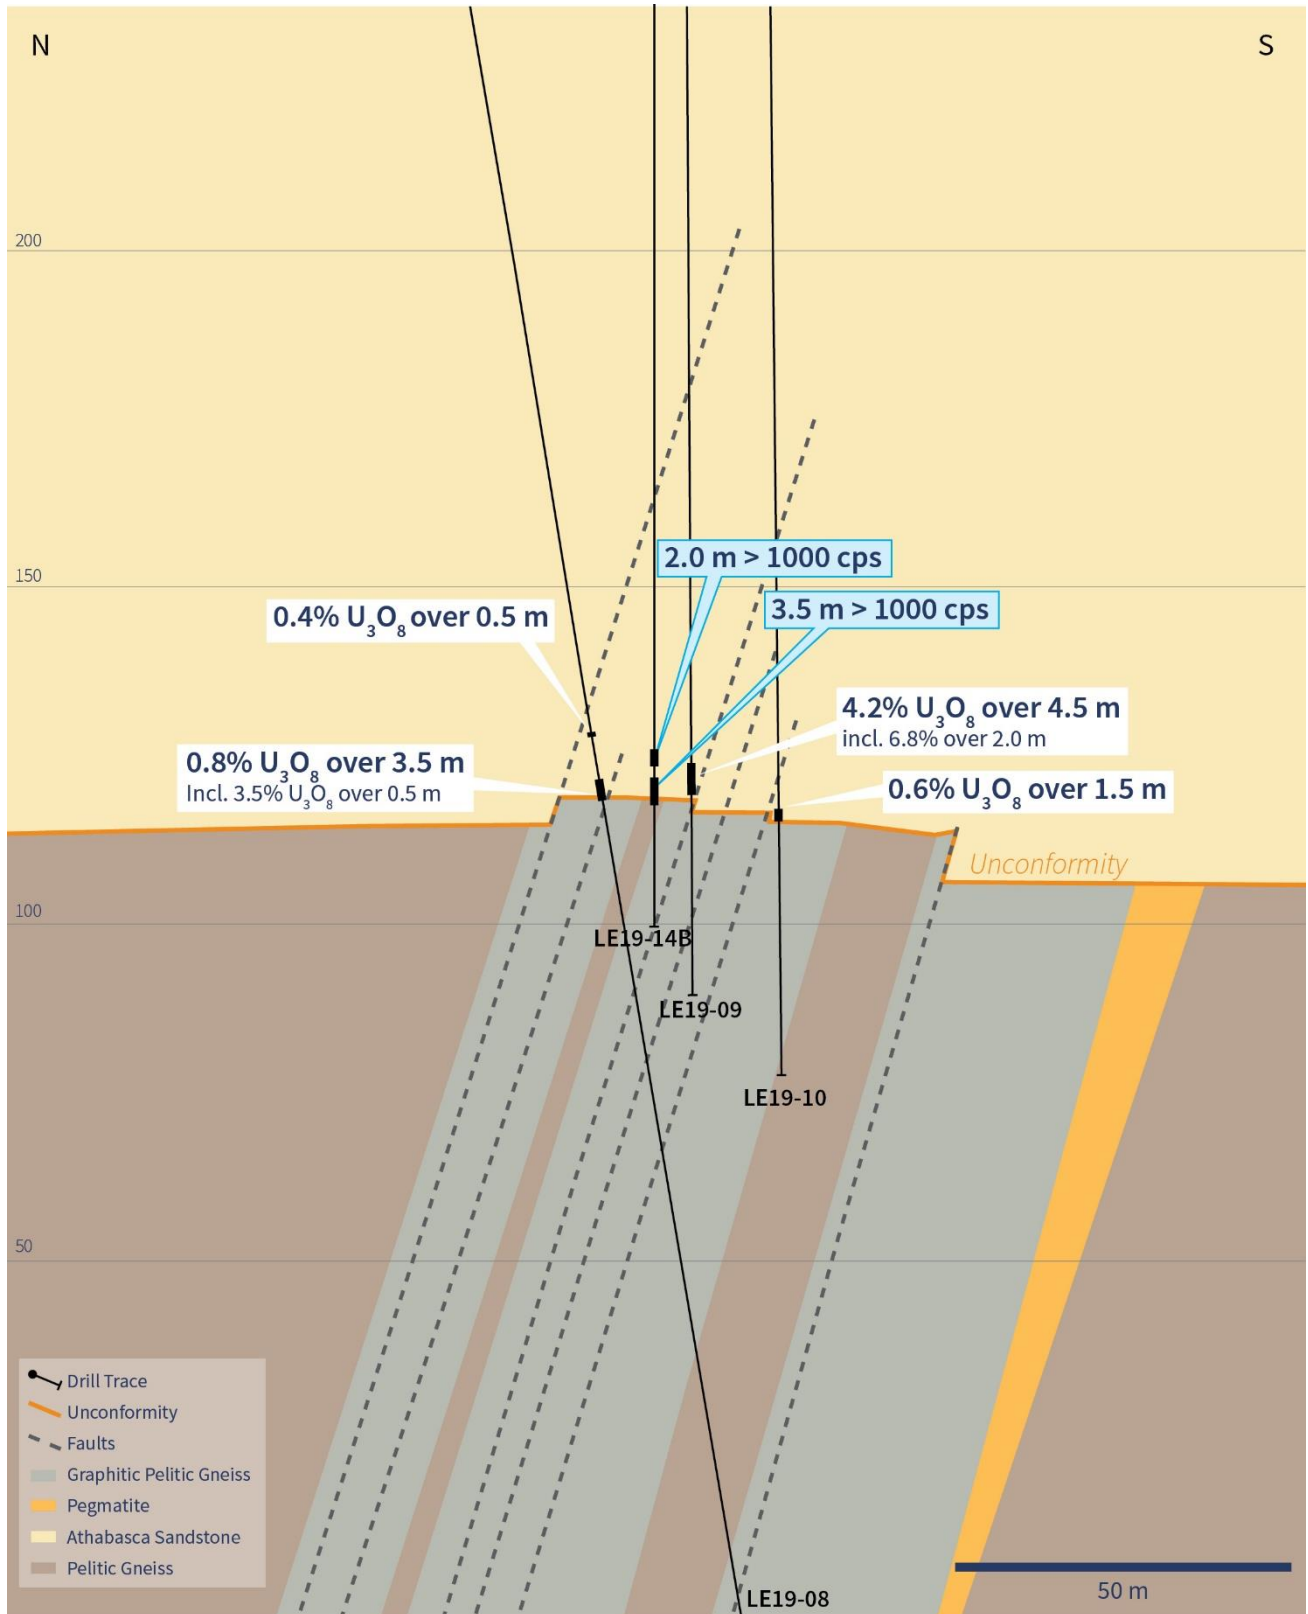 N
S
200
150
2.0 m > 1000 cps
3.5 m > 1000 cps
0.4% U₃O₈ over 0.5 m
4.2% U₃O₈ over 4.5 m
incl. 6.8% over 2.0 m
0.8% U₃O₈ over 3.5 m
Incl. 3.5% U₃O₈ over 0.5 m
0.6% U₃O₈ over 1.5 m
Unconformity
100
LE19-14B
LE19-09
LE19-10
50
Drill Trace
Unconformity
Faults
Graphitic Pelitic Gneiss
Pegmatite
Athabasca Sandstone
Pelitic Gneiss
50 m
LE19-08